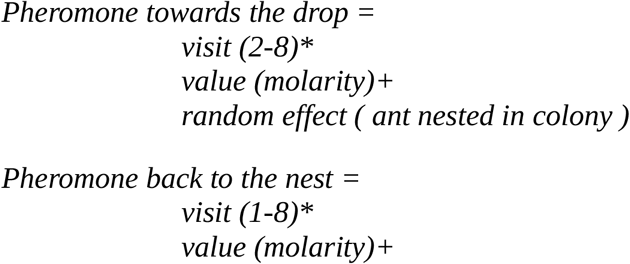 Pheromone towards the drop =
visit (2-8)*
value (molarity)+
random effect ( ant nested in colony )
Pheromone back to the nest =
visit (1-8)*
value (molarity)+